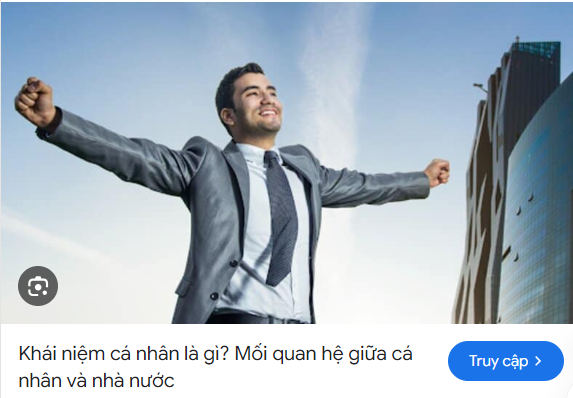 Khái niệm cá nhân là gì? Mối quan hệ giữa cá
nhân và nhà nước
Truy cập